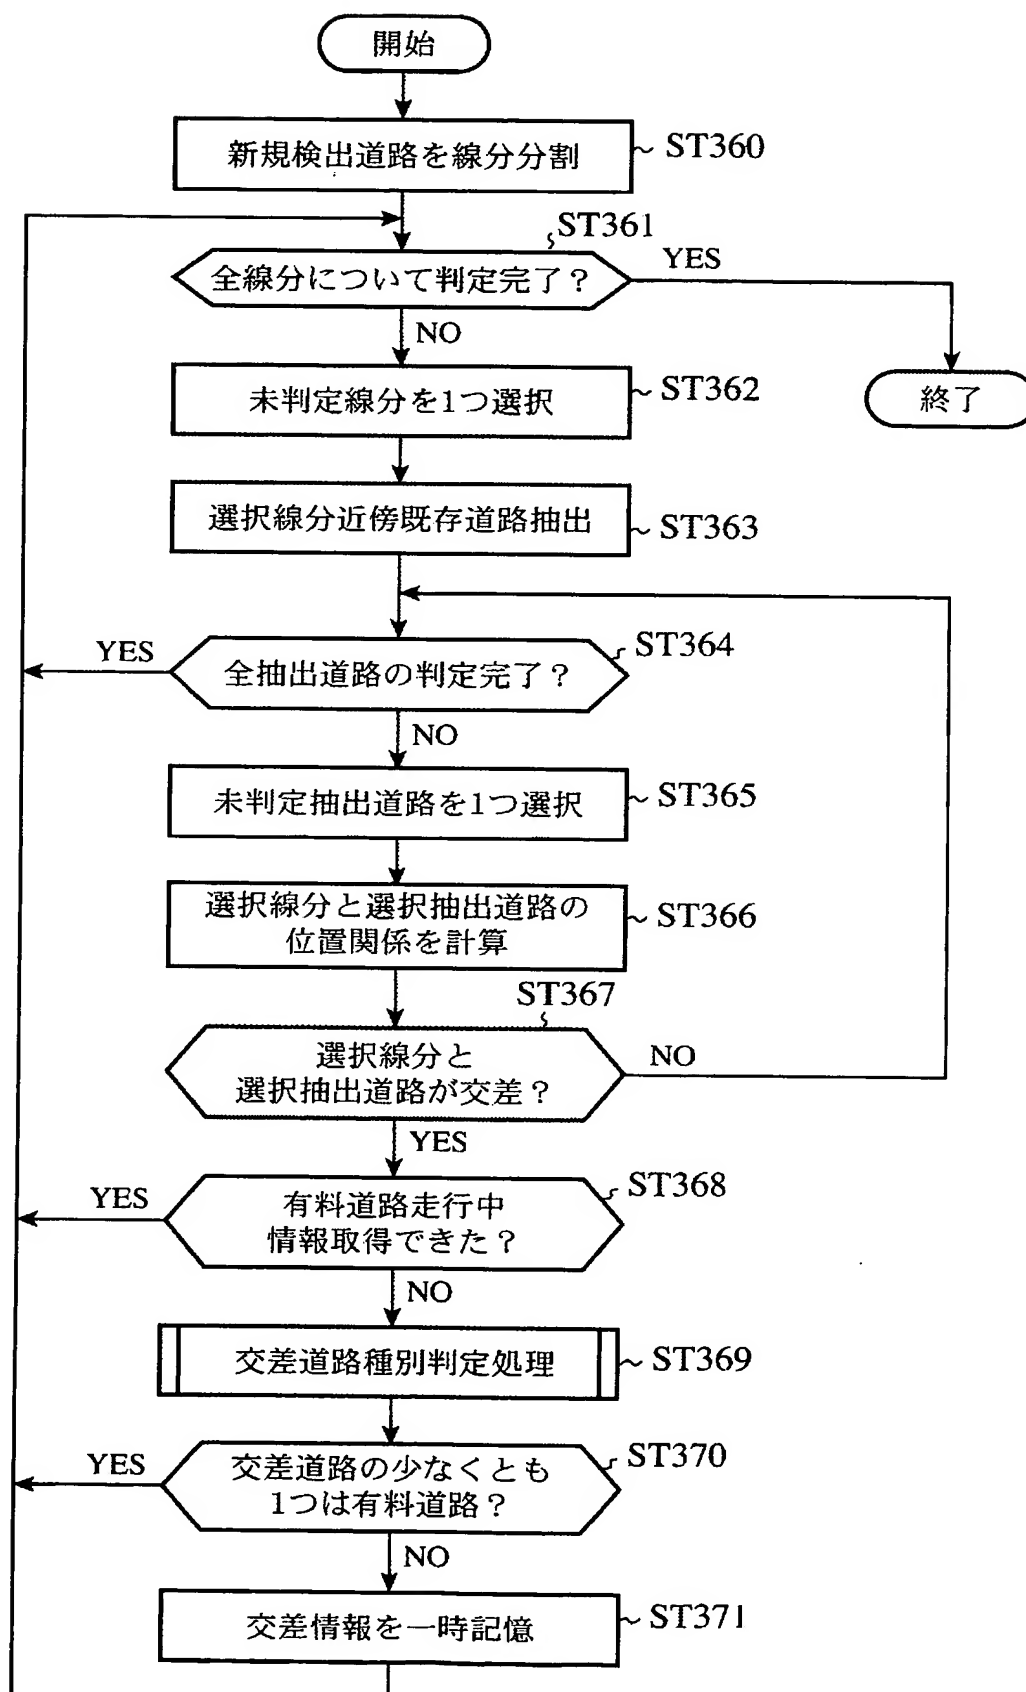 開始
新規検出道路を線分分割
ST360
ST361
全線分について判定完了？
YES
NO
終了
未判定線分を1つ選択
ST362
選択線分近傍既存道路抽出
ST363
ST364
YES
全抽出道路の判定完了？
NO
未判定抽出道路を1つ選択
ST365
選択線分と選択抽出道路の
位置関係を計算
ST366
ST367
選択線分と
選択抽出道路が交差？
NO
YES
ST368
YES
有料道路走行中
情報取得できた？
NO
交差道路種別判定処理
ST369
ST370
YES
交差道路の少なくとも
1つは有料道路？
NO
交差情報を一時記憶
ST371